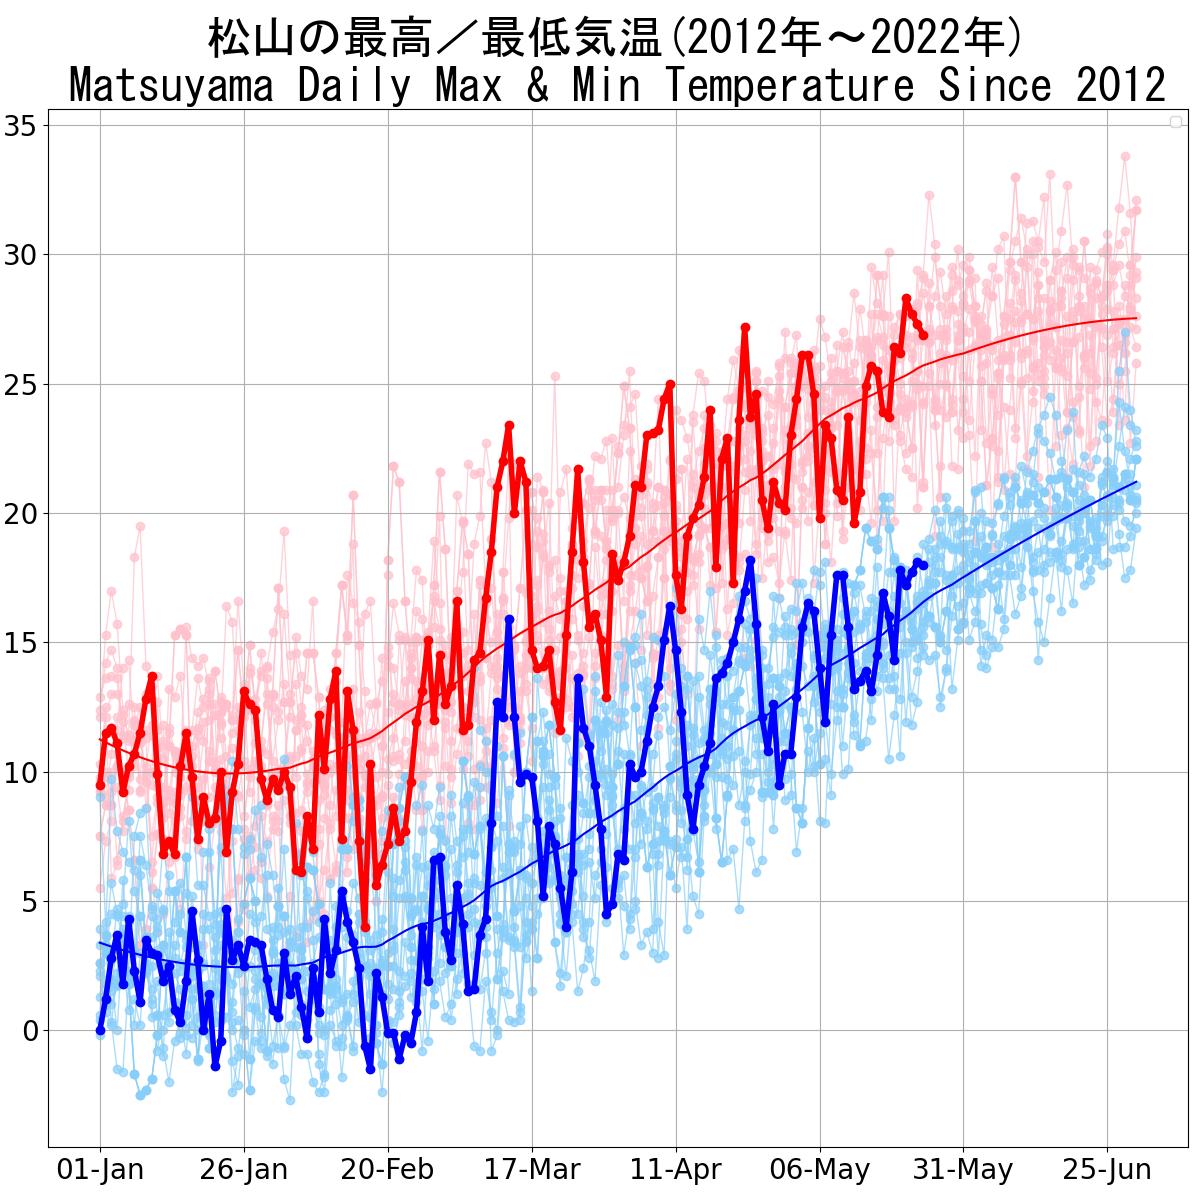 松山の最高／最低気温(2012年～2022年)
Matsuyama Daily Max & Min Temperature Since 2012
35
30
25
20
15
10
5
0
01-Jan 26-Jan 20-Feb 17-Mar 11-Apr 06-May 31-May 25-Jun